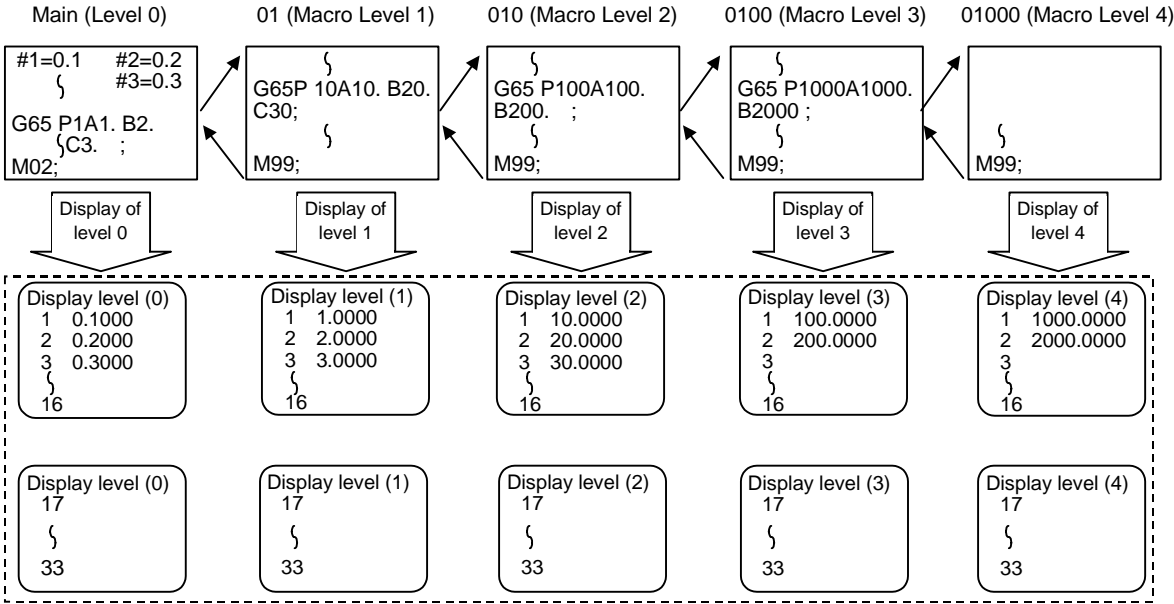 Main (Level 0)
01 (Macro Level 1)
010 (Macro Level 2)
0100 (Macro Level 3)
01000 (Macro Level 4)
#1=0.1 #2=0.2
#3=0.3
G65 P1A1. B2.
C3. ;
M02;
G65P 10A10. B20.
C30;
M99;
G65 P100A100.
B200. ;
M99;
G65 P1000A1000.
B2000 ;
M99;
M99;
Display of
level 0
Display of
level 1
Display of
level 2
Display of
level 3
Display of
level 4
Display level (0)
1 0.1000
2 0.2000
3 0.3000
16
Display level (1)
1 1.0000
2 2.0000
3 3.0000
16
Display level (2)
1 10.0000
2 20.0000
3 30.0000
16
Display level (3)
1 100.0000
2 200.0000
3
16
Display level (4)
1 1000.0000
2 2000.0000
3
16
Display level (0)
17
33
Display level (1)
17
33
Display level (2)
17
33
Display level (3)
17
33
Display level (4)
17
33